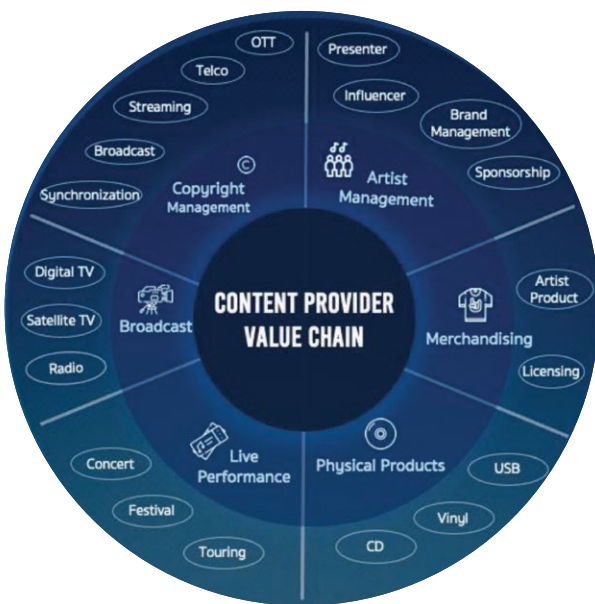 CONTENT PROVIDER
VALUE CHAIN
©
Copyright
Management
OTT
Telco
Streaming
Broadcast
Synchronization
Artist
Management
Presenter
Influencer
Brand
Management
Sponsorship
Merchandising
Artist
Product
Licensing
Physical Products
USB
Vinyl
CD
Live
Performance
Touring
Festival
Concert
Broadcast
Digital TV
Satellite TV
Radio